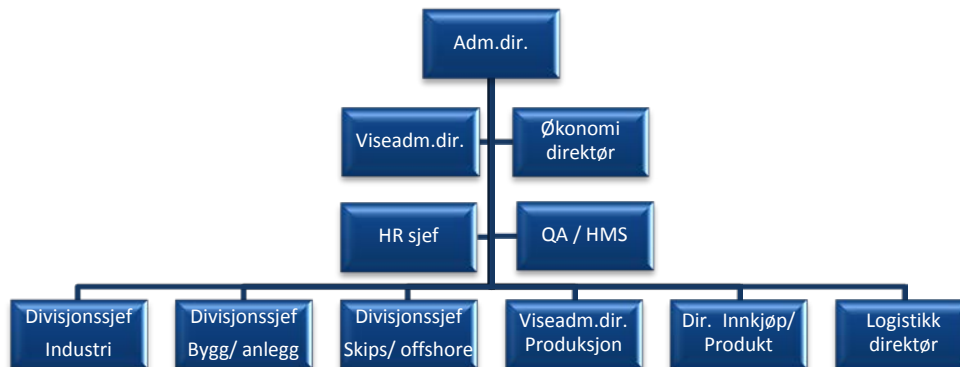 Adm.dir.
Viseadm.dir.
Økonomi
direktør
HR sjef
QA / HMS
Divisjonssjef
Industri
Divisjonssjef
Bygg/ anlegg
Divisjonssjef
Skips/ offshore
Viseadm.dir.
Produksjon
Dir. Innkjøp/
Produkt
Logistikk
direktør